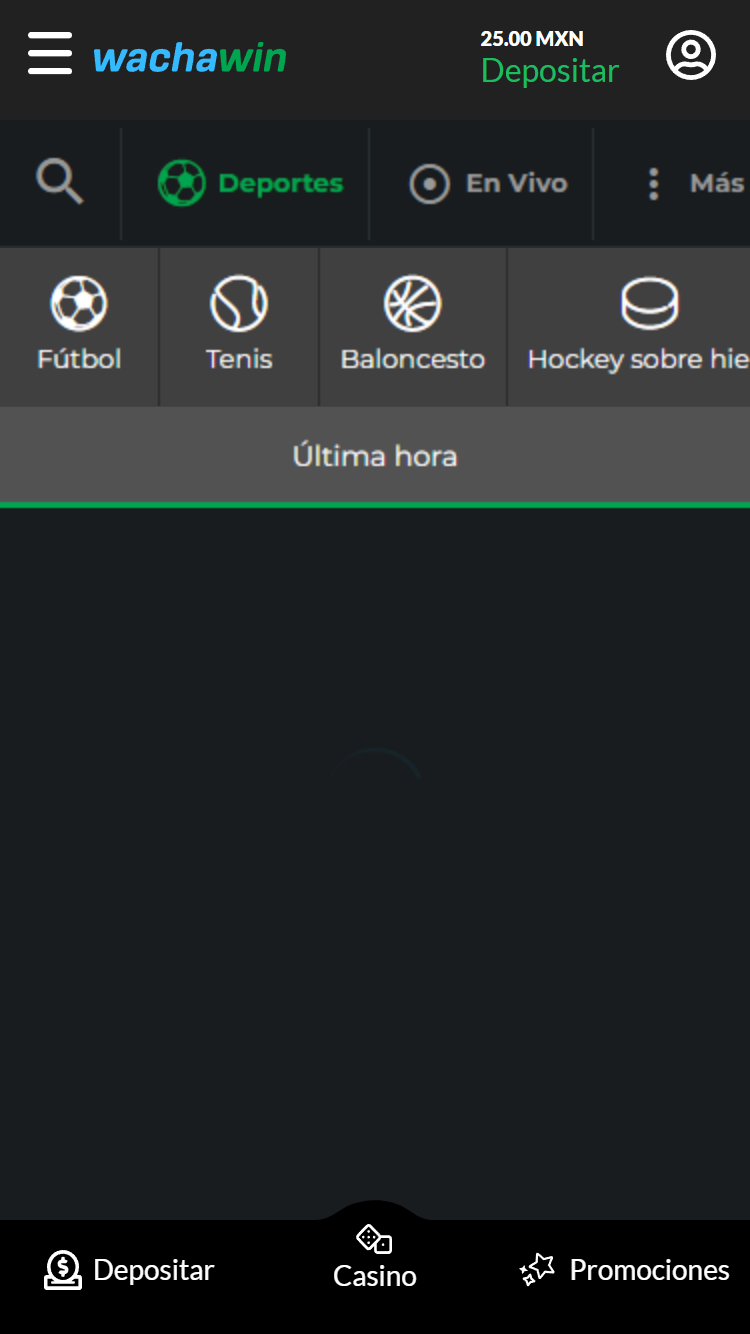 wachawin
25.00 MXN
Depositar
Deportes
En Vivo
Más
Fútbol
Tenis
Baloncesto
Hockey sobre hie
Última hora
Depositar
Casino
Promociones